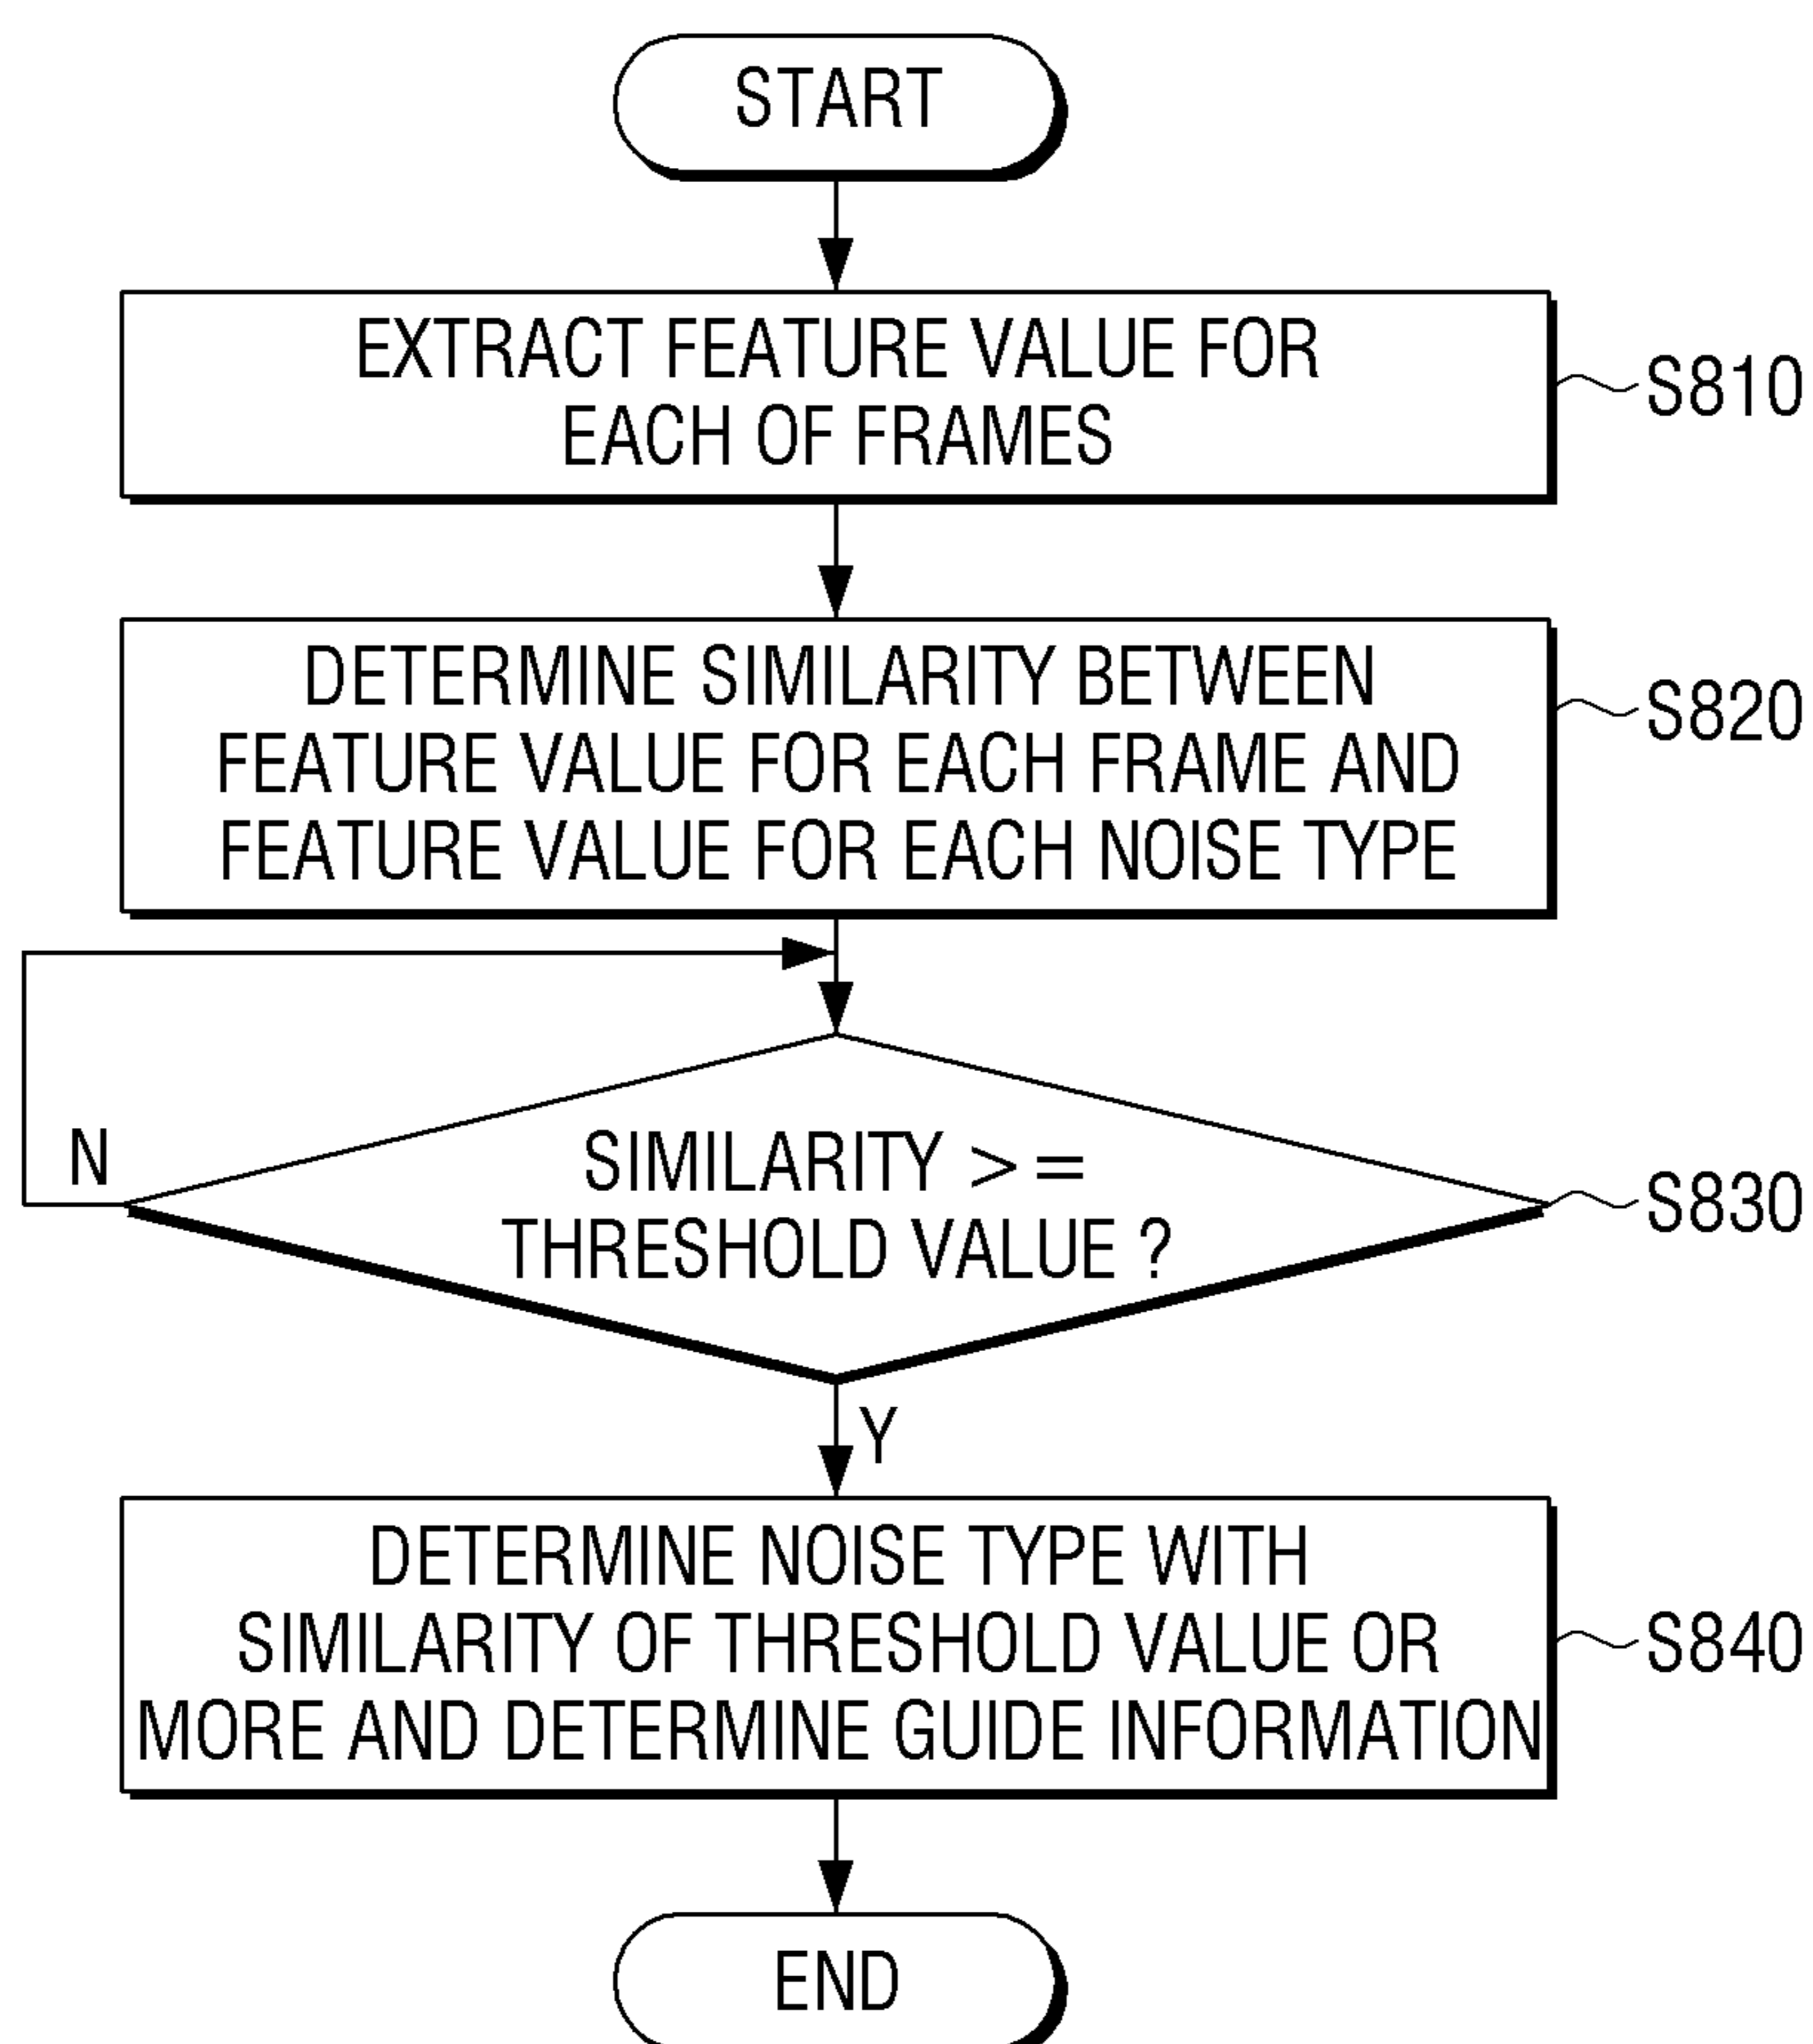 START
EXTRACT FEATURE VALUE FOR
EACH OF FRAMES
S810
DETERMINE SIMILARITY BETWEEN
FEATURE VALUE FOR EACH FRAME AND
FEATURE VALUE FOR EACH NOISE TYPE
S820
N
SIMILARITY >=
THRESHOLD VALUE ?
S830
Y
DETERMINE NOISE TYPE WITH
SIMILARITY OF THRESHOLD VALUE OR
MORE AND DETERMINE GUIDE INFORMATION
S840
END